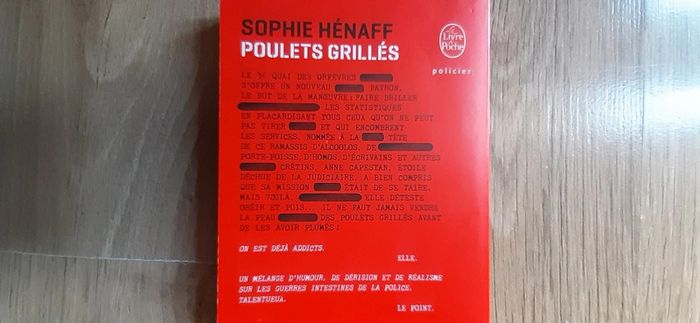 SOPHIE HÉNAFF
POULETS GRILLÉS
Le Livre de Poche
policier
LE 36 QUAI DES ORFÈVRES
S'OFFRE UN NOUVEAU PATRON.
LE BUT DE LA MANŒUVRE : FAIRE BRILLER
LES STATISTIQUES
EN PLACARDISANT TOUS CEUX QU'ON NE PEUT
PAS VIRER ET QUI ENCOMBRENT
LES SERVICES. NOMMÉE À LA TÊTE
DE CE RAMASSIS D'ALCOOLOS, DE
PORTE-POISSE, D'HOMOS, D'ÉCRIVAINS ET AUTRES
CRÉTINS, ANNE CAPESTAN, ÉTOILE
DÉCHUE DE LA JUDICIAIRE, A BIEN COMPRIS
QUE SA MISSION ÉTAIT DE SE TAIRE.
MAIS VOILÀ, ELLE DÉTESTE
OBÉIR ET PUIS... IL NE FAUT JAMAIS VENDRE
LA PEAU DES POULETS GRILLÉS AVANT
DE LES AVOIR PLUMÉS !
ON EST DÉJÀ ADDICTS.
ELLE.
UN MÉLANGE D'HUMOUR, DE DÉRISION ET DE RÉALISME
SUR LES GUERRES INTESTINES DE LA POLICE.
TALENTUEUX.
LE POINT.